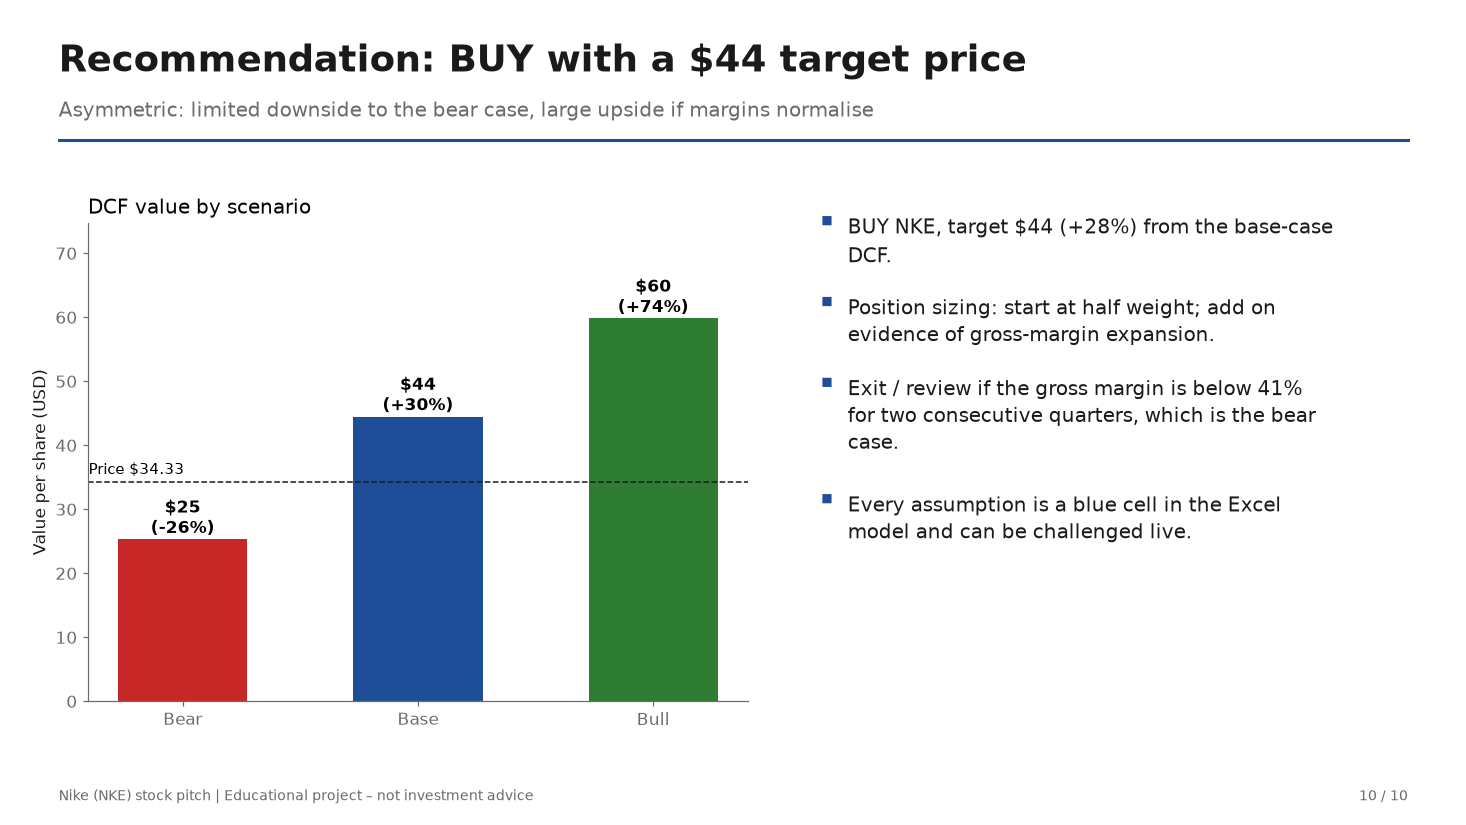 Recommendation: BUY with a $44 target price
Asymmetric: limited downside to the bear case, large upside if margins normalise
DCF value by scenario
Value per share (USD)
70
60
50
40
30
20
10
0
Price $34.33
$25
(-26%)
$44
(+30%)
$60
(+74%)
Bear
Base
Bull
BUY NKE, target $44 (+28%) from the base-case
DCF.
Position sizing: start at half weight; add on
evidence of gross-margin expansion.
Exit / review if the gross margin is below 41%
for two consecutive quarters, which is the bear
case.
Every assumption is a blue cell in the Excel
model and can be challenged live.
Nike (NKE) stock pitch | Educational project – not investment advice
10 / 10